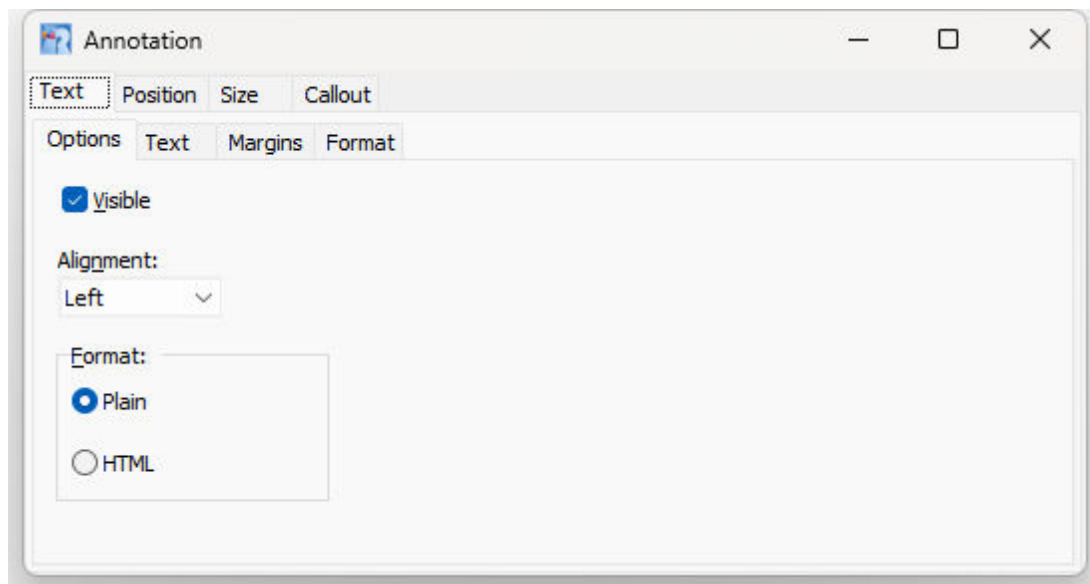 Annotation
Text Position Size Callout
Options Text Margins Format
Visible
Alignment:
Left
Format:
Plain
HTML